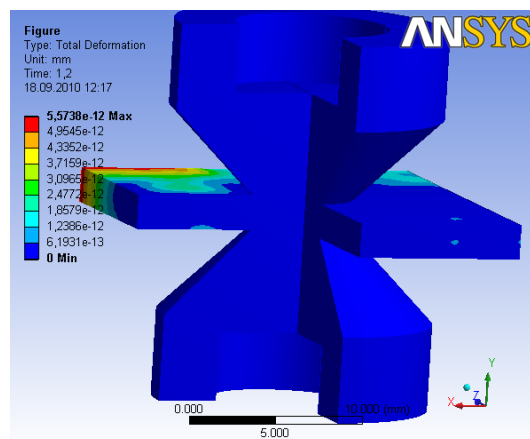 Figure
Type: Total Deformation
Unit: mm
Time: 1,2
18.09.2010 12:17
ANSYS
5,5738e-12 Max
4,9545e-12
4,3352e-12
3,7159e-12
3,0965e-12
2,4772e-12
1,8579e-12
1,2386e-12
6,1931e-13
0 Min
0.000
10.000 (mm)
5.000
Y
X
Z